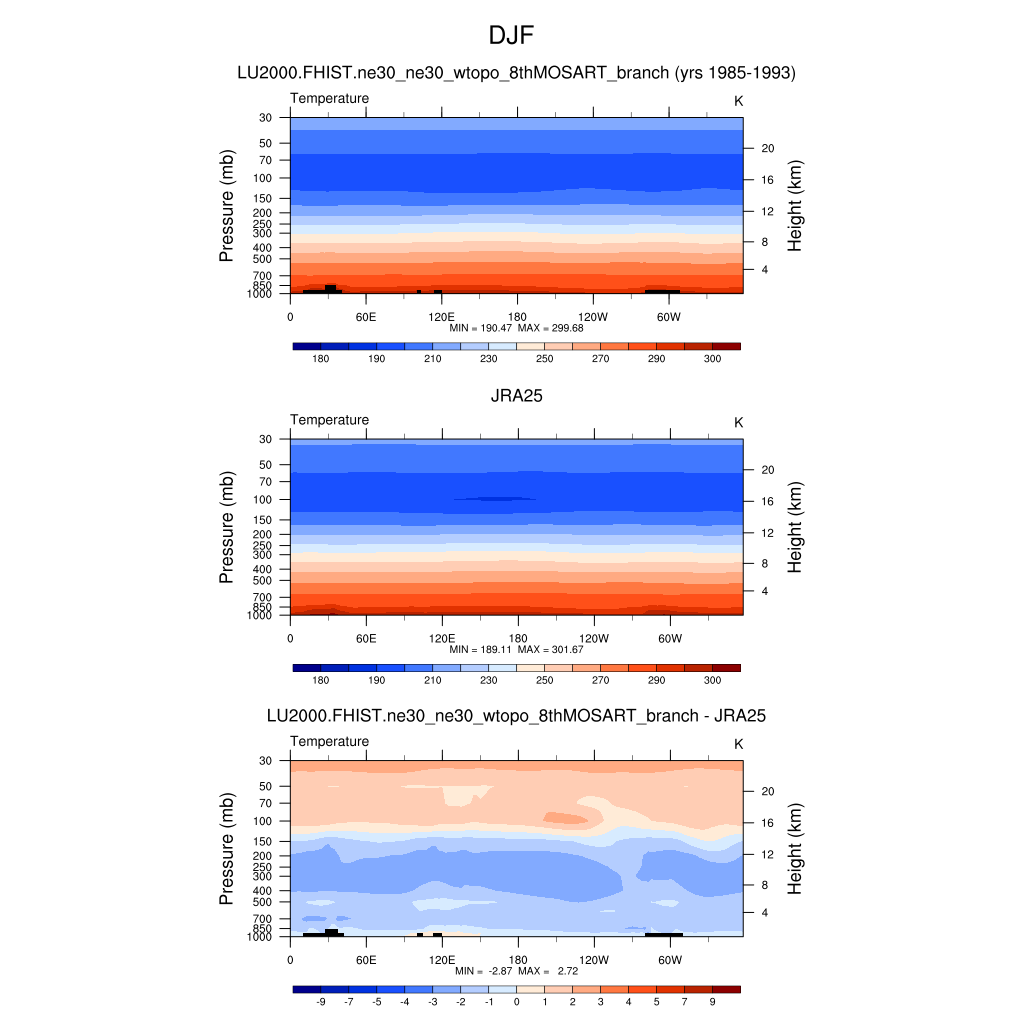 DJF
LU2000.FHIST.ne30_ne30_wtopo_8thMOSART_branch (yrs 1985-1993)
Temperature K
30
50
70
100
150
200
250
300
400
500
700
850
1000
Pressure (mb)
20
16
12
8
4
Height (km)
0 60E 120E 180 120W 60W
MIN = 190.47 MAX = 299.68
180 190 210 230 250 270 290 300
JRA25
Temperature K
30
50
70
100
150
200
250
300
400
500
700
850
1000
Pressure (mb)
20
16
12
8
4
Height (km)
0 60E 120E 180 120W 60W
MIN = 189.11 MAX = 301.67
180 190 210 230 250 270 290 300
LU2000.FHIST.ne30_ne30_wtopo_8thMOSART_branch - JRA25
Temperature K
30
50
70
100
150
200
250
300
400
500
700
850
1000
Pressure (mb)
20
16
12
8
4
Height (km)
0 60E 120E 180 120W 60W
MIN = -2.87 MAX = 2.72
-9 -7 -5 -4 -3 -2 -1 0 1 2 3 4 5 7 9